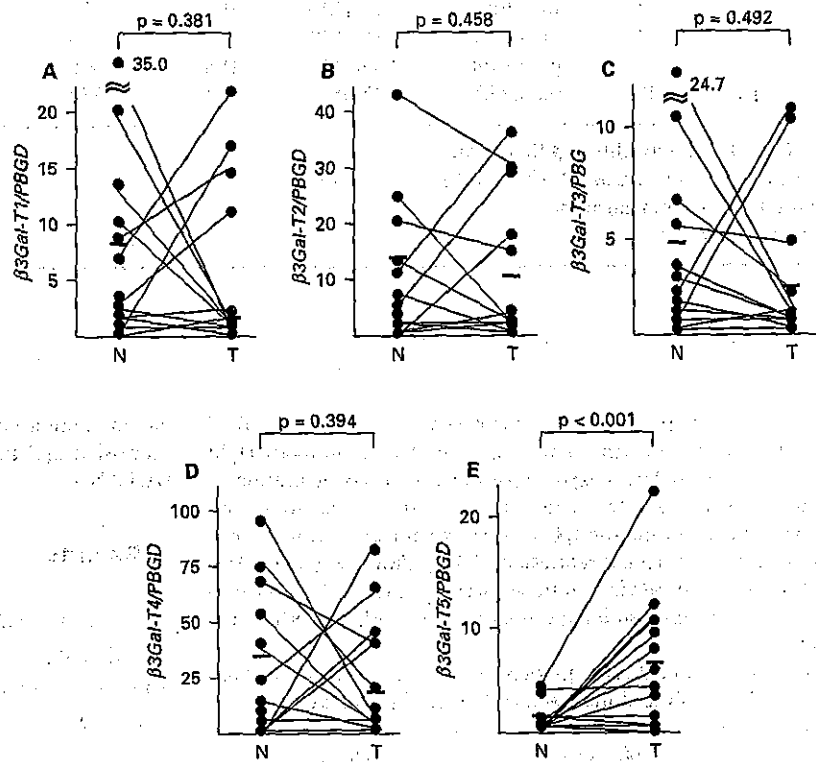 p = 0.381
A
35.0
20
15
10
5
β3Gal-T1/PBGD
N
T
p = 0.458
B
40
30
20
10
β3Gal-T2/PBGD
N
T
p = 0.492
C
24.7
10
5
β3Gal-T3/PBG
N
T
p = 0.394
D
100
75
50
25
β3Gal-T4/PBGD
N
T
p < 0.001
E
20
10
β3Gal-T5/PBGD
N
T